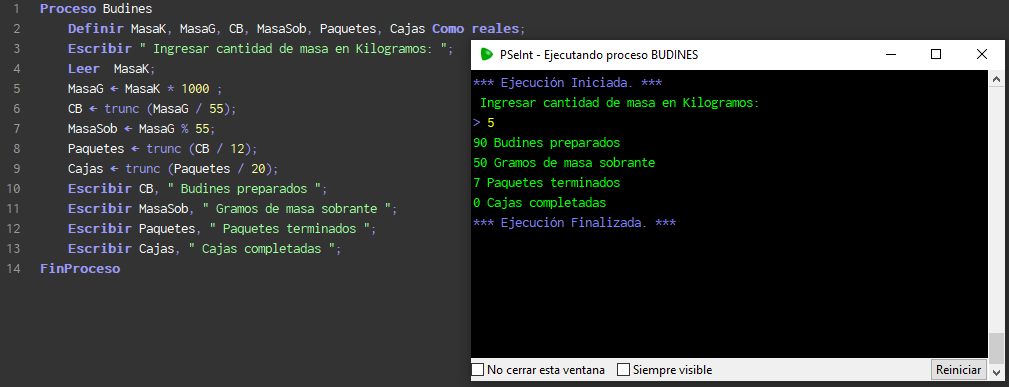 1 Proceso Budines
2 Definir MasaK, MasaG, CB, MasaSob, Paquetes, Cajas Como reales;
3 Escribir " Ingresar cantidad de masa en Kilogramos: ";
4 Leer MasaK;
5 MasaG ← MasaK * 1000 ;
6 CB ← trunc (MasaG / 55);
7 MasaSob ← MasaG % 55;
8 Paquetes ← trunc (CB / 12);
9 Cajas ← trunc (Paquetes / 20);
10 Escribir CB, " Budines preparados ";
11 Escribir MasaSob, " Gramos de masa sobrante ";
12 Escribir Paquetes, " Paquetes terminados ";
13 Escribir Cajas, " Cajas completadas ";
14 FinProceso
PSeInt - Ejecutando proceso BUDINES
*** Ejecución Iniciada. ***
Ingresar cantidad de masa en Kilogramos:
> 5
90 Budines preparados
50 Gramos de masa sobrante
7 Paquetes terminados
0 Cajas completadas
*** Ejecución Finalizada. ***
No cerrar esta ventana Siempre visible Reiniciar